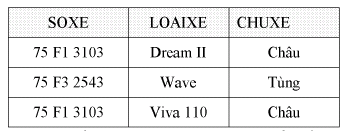 SOXE LOAIXE CHUXE
75 F1 3103 Dream II Châu
75 F3 2543 Wave Tùng
75 F1 3103 Viva 110 Châu